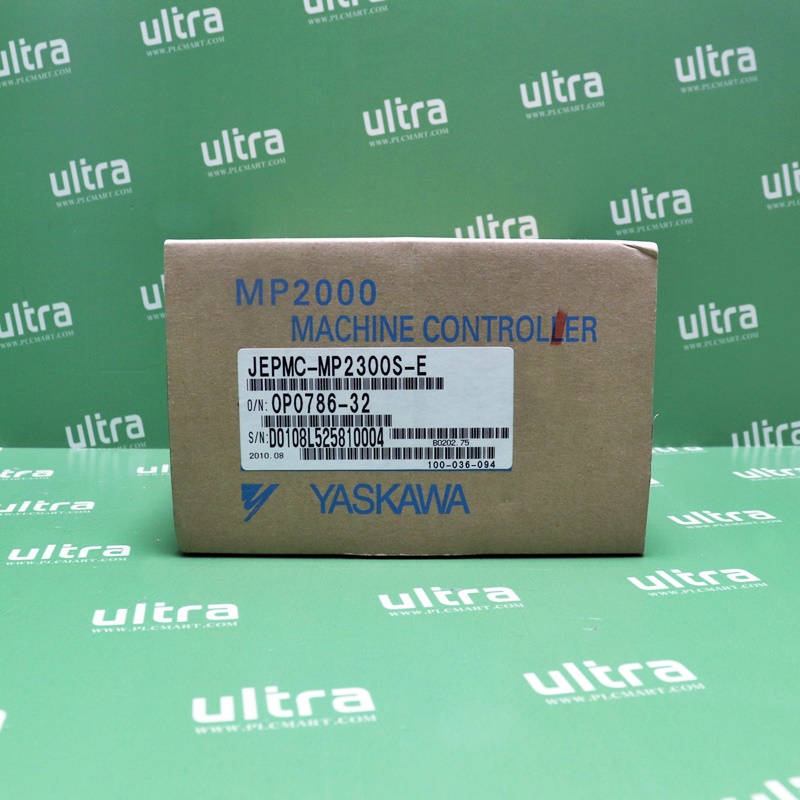 ultra
WWW.PLCMART.COM
MP2000
MACHINE CONTROLLER
JEPMC-MP2300S-E
O/N: OP0786-32
S/N: D0108L525810004
B0202.75
2010.08
100-036-094
YASKAWA